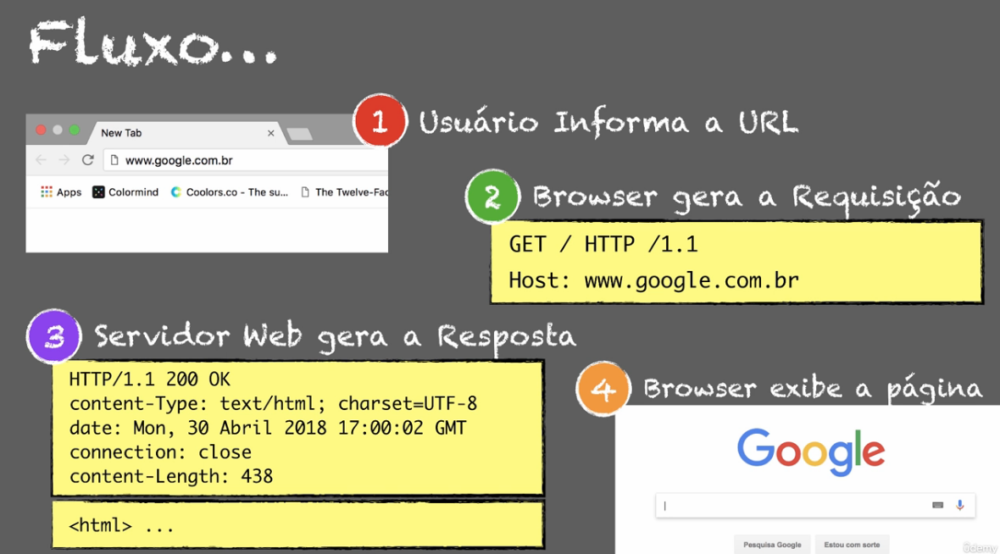 Fluxo...
1 Usuário Informa a URL
New Tab
www.google.com.br
Apps Colormind Coolors.co - The su... The Twelve-Fac
2 Browser gera a Requisição
GET / HTTP /1.1
Host: www.google.com.br
3 Servidor Web gera a Resposta
HTTP/1.1 200 OK
content-Type: text/html; charset=UTF-8
date: Mon, 30 Abril 2018 17:00:02 GMT
connection: close
content-Length: 438
<html> ...
4 Browser exibe a página
Google
Pesquisa Google Estou com sorte
ûdemy